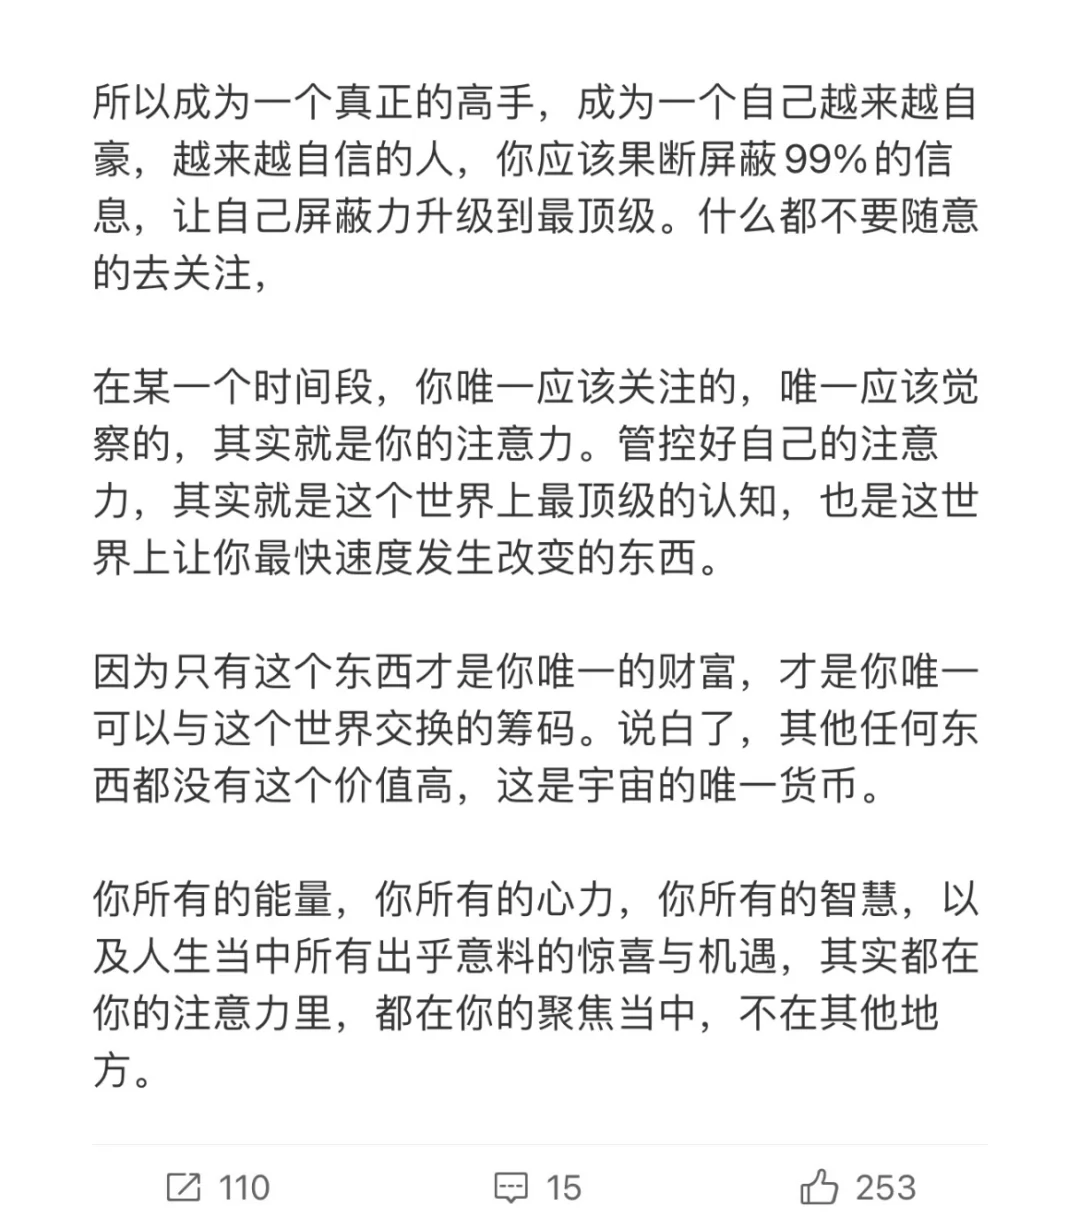 所以成为一个真正的高手，成为一个自己越来越自
豪，越来越自信的人，你应该果断屏蔽99%的信
息，让自己屏蔽力升级到最顶级。什么都不要随意
的去关注，
在某一个时间段，你唯一应该关注的，唯一应该觉
察的，其实就是你的注意力。管控好自己的注意
力，其实就是这个世界上最顶级的认知，也是这世
界上让你最快速度发生改变的东西。
因为只有这个东西才是你唯一的财富，才是你唯一
可以与这个世界交换的筹码。说白了，其他任何东
西都没有这个价值高，这是宇宙的唯一货币。
你所有的能量，你所有的心力，你所有的智慧，以
及人生当中所有出乎意料的惊喜与机遇，其实都在
你的注意力里，都在你的聚焦当中，不在其他地
方。
110 15 253